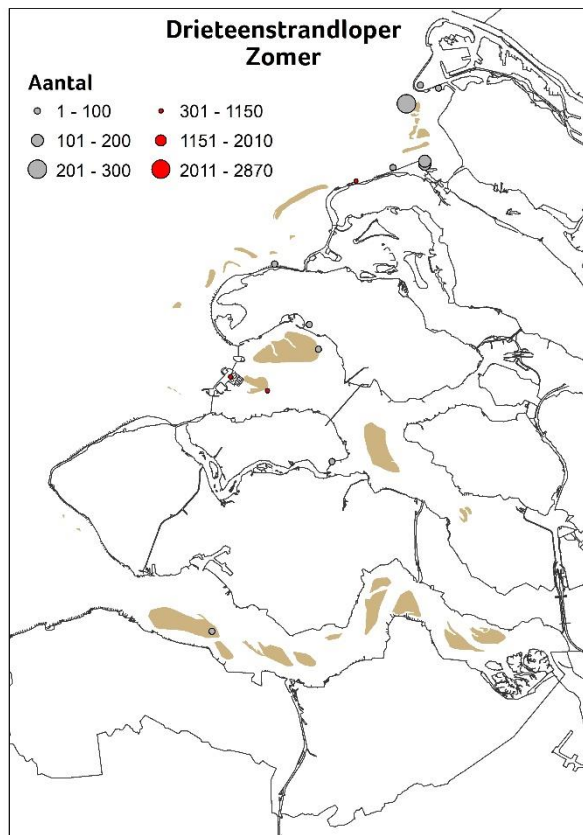 Drieteenstrandloper
Zomer
Aantal
1 - 100
101 - 200
201 - 300
301 - 1150
1151 - 2010
2011 - 2870